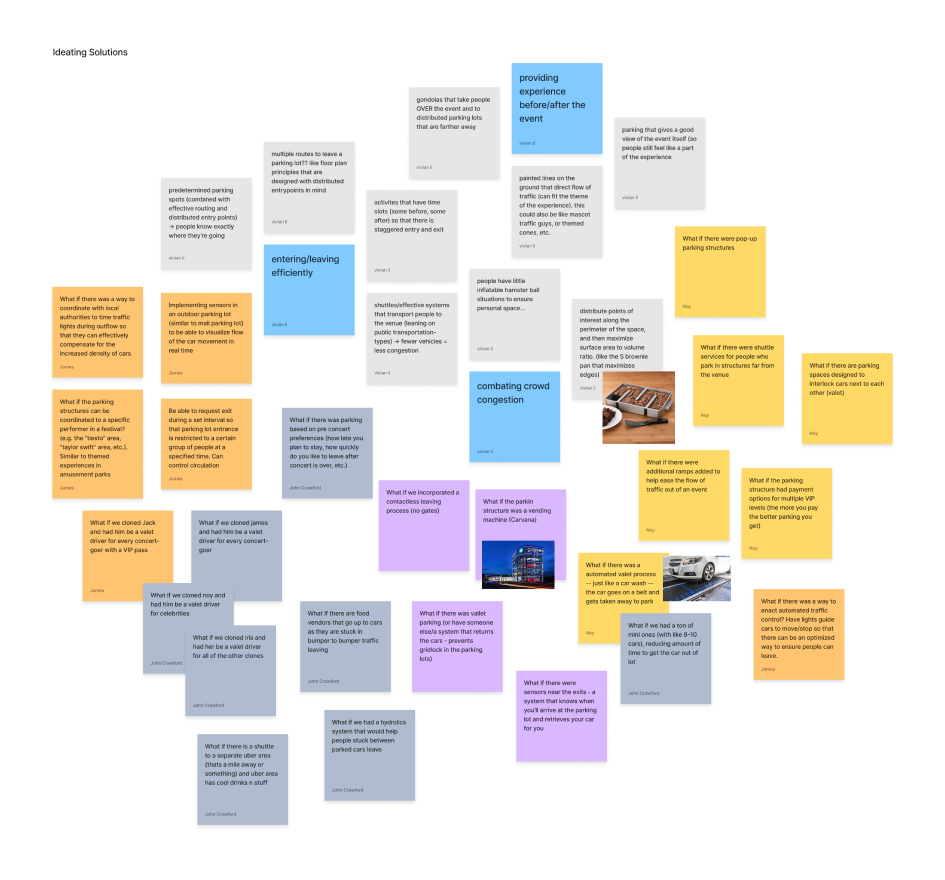 Ideating Solutions
providing
experience
before/after the
event
vivian li
gondolas that take people
OVER the event and to
distributed parking lots
that are farther away
vivian li
parking that gives a good
view of the event itself (so
people still feel like a part
of the experience
vivian li
multiple routes to leave a
parking lot?? like floor plan
principles that are
designed with distributed
entrypoints in mind
vivian li
predetermined parking
spots (combined with
effective routing and
distributed entry points)
→ people know exactly
where they're going
vivian li
activites that have time
slots (some before, some
after) so that there is
staggered entry and exit
vivian li
painted lines on the
ground that direct flow of
traffic (can fit the theme
of the experience). this
could also be like mascot
traffic guys, or themed
cones, etc.
vivian li
What if there were pop-up
parking structures
Noy
entering/leaving
efficiently
vivian li
people have little
inflatable hamster ball
situations to ensure
personal space...
vivian li
What if there was a way to
coordinate with local
authorities to time traffic
lights during outflow so
that they can effectively
compensate for the
increased density of cars
James
Implementing sensors in
an outdoor parking lot
(similar to mall parking lot)
to be able to visualize flow
of the car movement in
real time
James
shuttles/effective systems
that transport people to
the venue (leaning on
public transportation-
types) → fewer vehicles =
less congestion
vivian li
distribute points of
interest along the
perimeter of the space,
and then maximize
surface area to volume
ratio. (like the S brownie
pan that maximizes
edges)
vivian li
What if there were shuttle
services for people who
park in structures far from
the venue
Noy
What if there are parking
spaces designed to
interlock cars next to each
other (valet)
Noy
combating crowd
congestion
vivian li
What if the parking
structures can be
coordinated to a specific
performer in a festival?
(e.g. the "tiesto" area,
"taylor swift" area, etc.).
Similar to themed
experiences in
amusement parks
James
Be able to request exit
during a set interval so
that parking lot entrance
is restricted to a certain
group of people at a
specified time. Can
control circulation
James
What if there was parking
based on pre concert
preferences (how late you
plan to stay, how quickly
do you like to leave after
concert is over, etc.)
John Crawford
What if there were
additional ramps added to
help ease the flow of
traffic out of an event
Noy
What if the parking
structure had payment
options for multiple VIP
levels (the more you pay
the better parking you
get)
Noy
What if we incorporated a
contactless leaving
process (no gates)
What if the parkin
structure was a vending
machine (Carvana)
What if we cloned Jack
and had him be a valet
driver for every concert-
goer with a VIP pass
James
What if we cloned james
and had him be a valet
driver for every concert-
goer
What if we cloned noy and
had him be a valet driver
for celebrities
John Crawford
What if we cloned iris and
had her be a valet driver
for all of the other clones
John Crawford
What if there was a
automated valet process
-- just like a car wash --
the car goes on a belt and
gets taken away to park
Noy
What if there was a way to
enact automated traffic
control? Have lights guide
cars to move/stop so that
there can be an optimized
way to ensure people can
leave.
James
What if there are food
vendors that go up to cars
as they are stuck in
bumper to bumper traffic
leaving
John Crawford
What if there was vallet
parking (or have someone
else/a system that returns
the cars - prevents
gridlock in the parking
lots)
What if we had a ton of
mini ones (with like 8-10
cars), reducing amount of
time to get the car out of
lot
John Crawford
What if there were
sensors near the exits - a
system that knows when
you'll arrive at the parking
lot and retrieves your car
for you
What if we had a hydrolics
system that would help
people stuck between
parked cars leave
John Crawford
What if there is a shuttle
to a separate uber area
(thats a mile away or
something) and uber area
has cool drinks n stuff
John Crawford